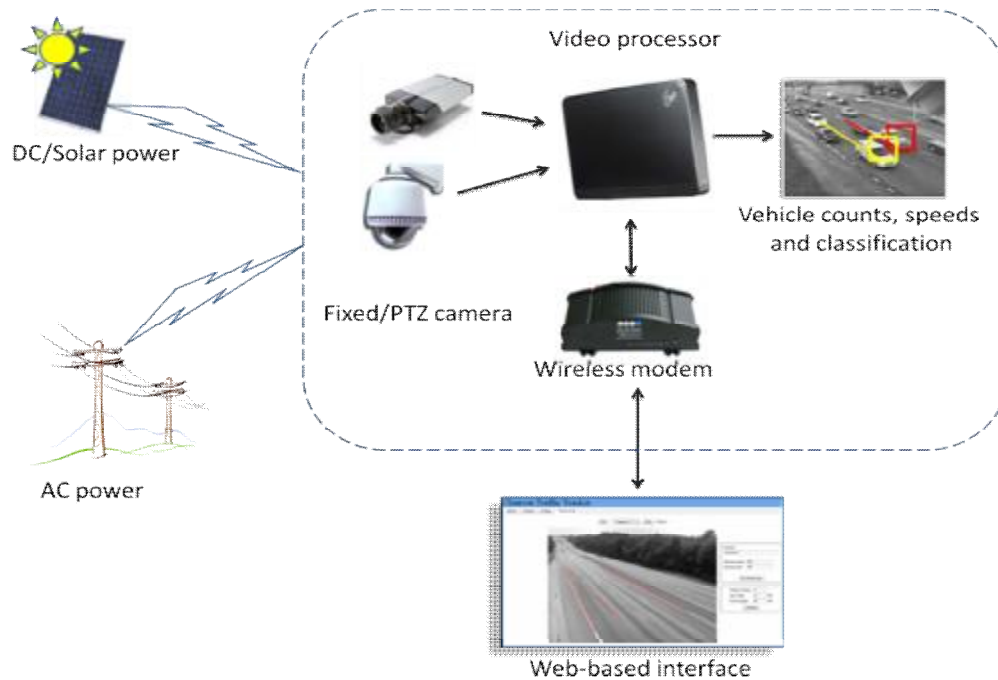 Video processor
DC/Solar power
Vehicle counts, speeds
and classification
Fixed/PTZ camera
Wireless modem
AC power
Web-based interface